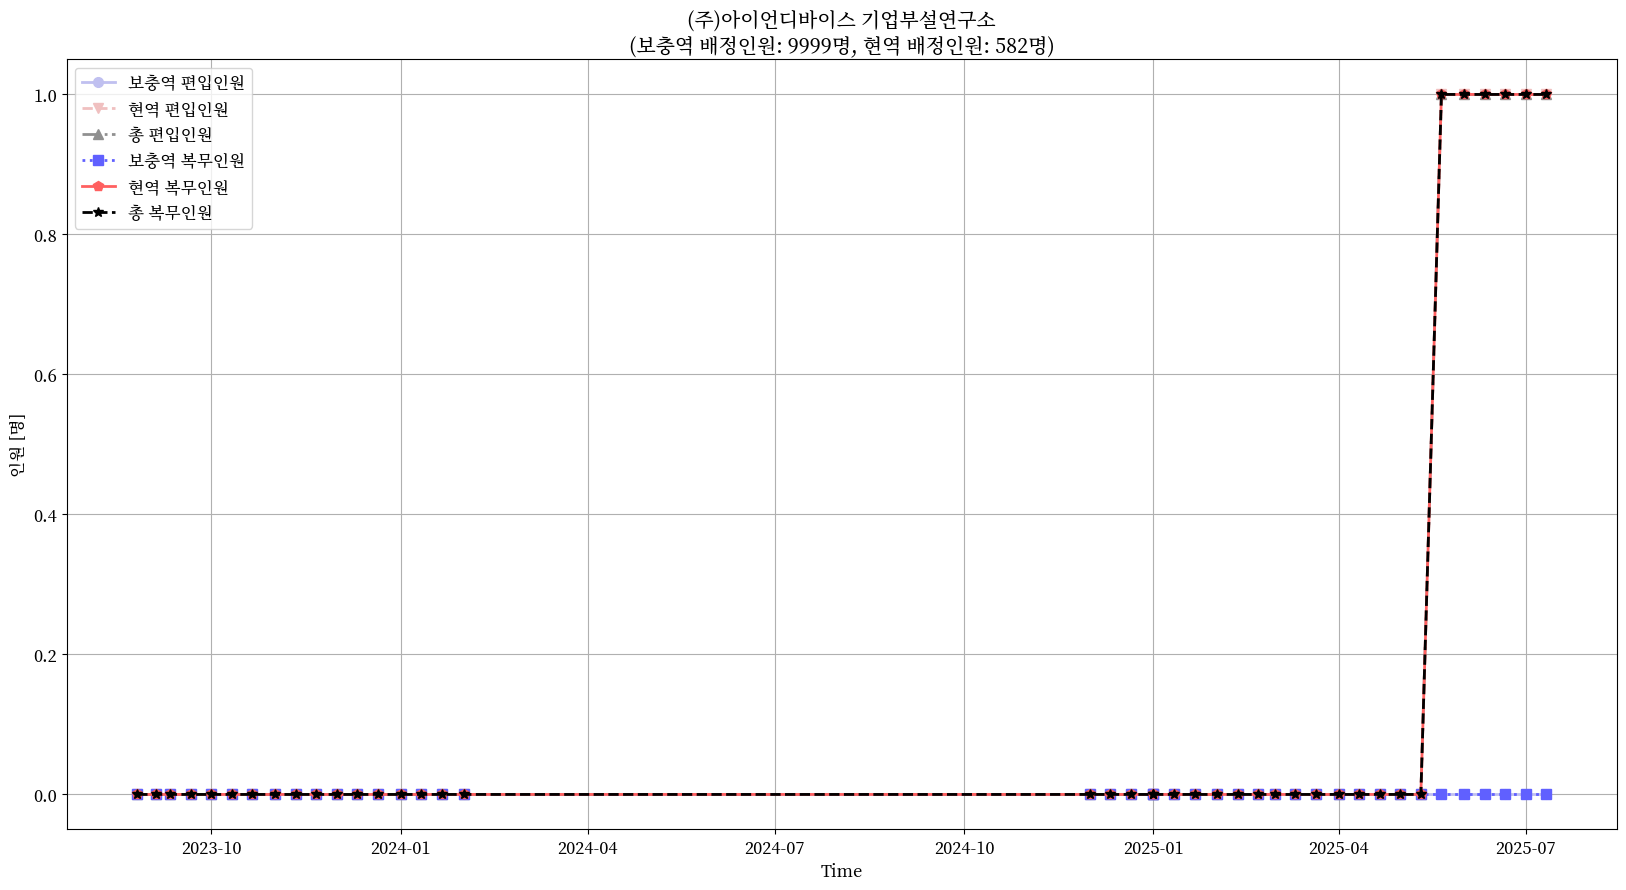 (주)아이언디바이스 기업부설연구소
(보충역 배정인원: 9999명, 현역 배정인원: 582명)
보충역 편입인원
현역 편입인원
총 편입인원
보충역 복무인원
현역 복무인원
총 복무인원
1.0
0.8
0.6
0.4
0.2
0.0
인원 [명]
2023-10
2024-01
2024-04
2024-07
2024-10
2025-01
2025-04
2025-07
Time